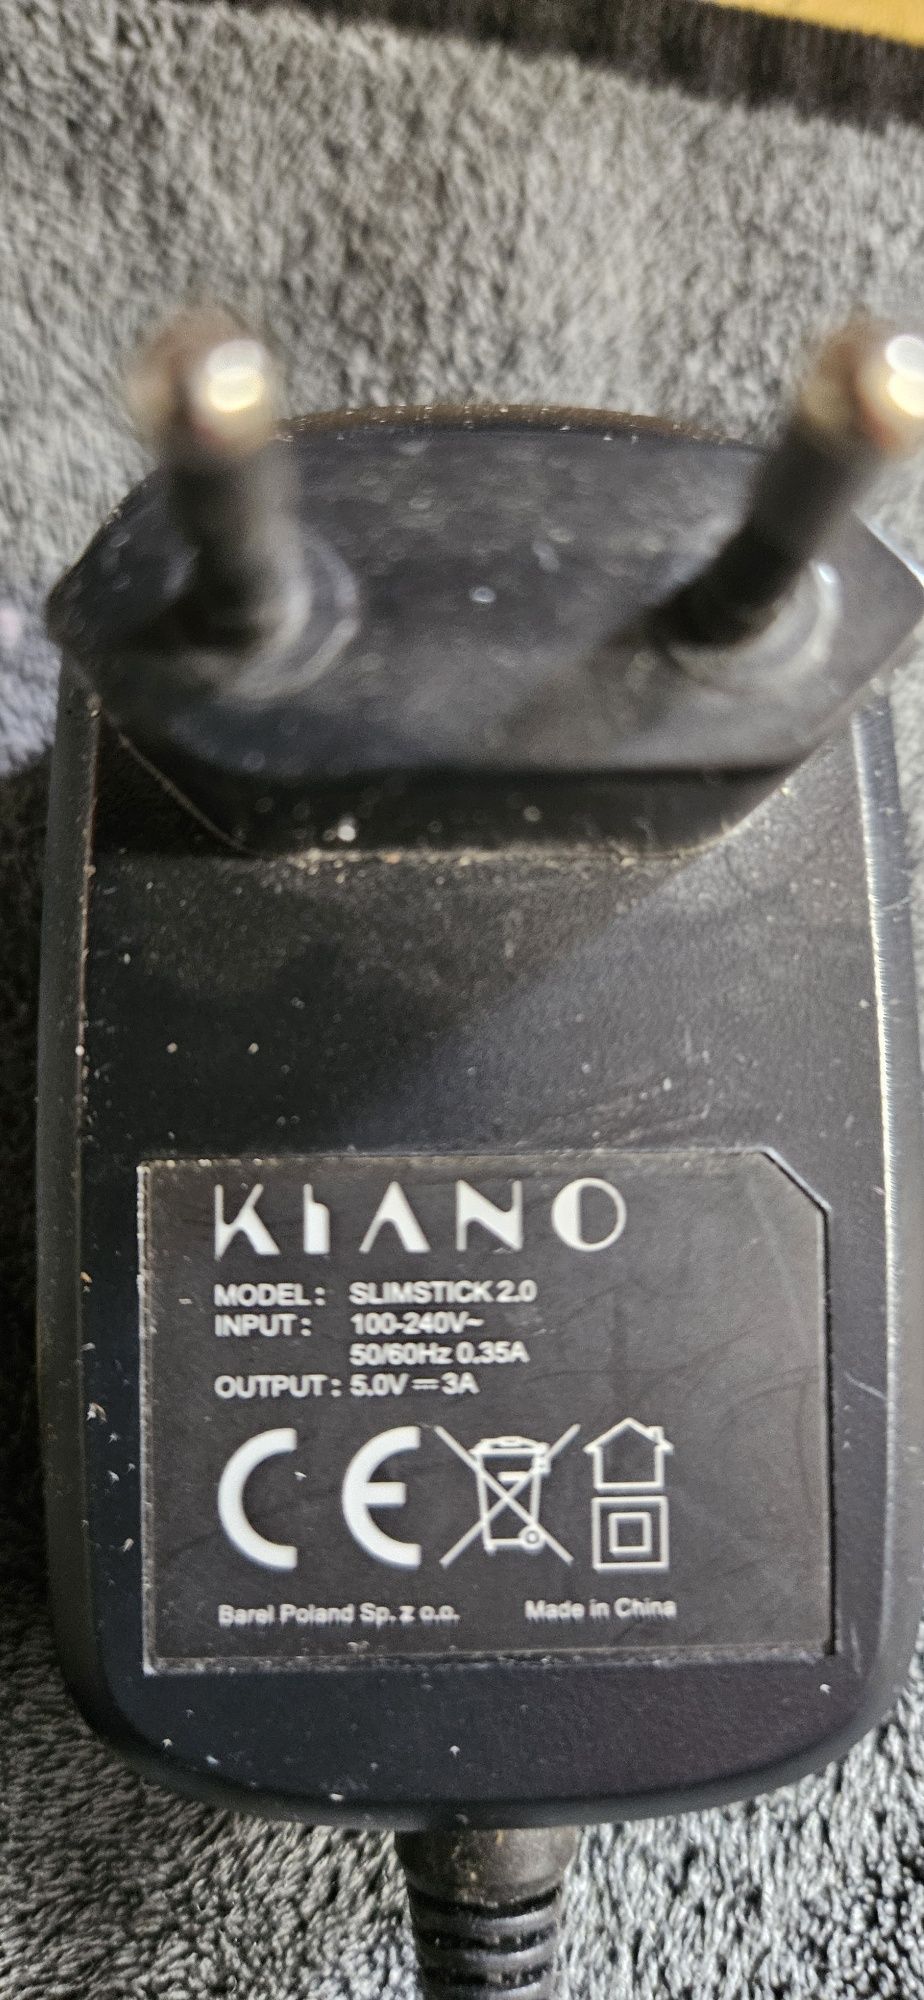 KIANO
MODEL: SLIMSTICK 2.0
INPUT: 100-240V~
50/60Hz 0.35A
OUTPUT: 5.0V⎓3A
CE
Barel Poland Sp. z o.o. Made in China